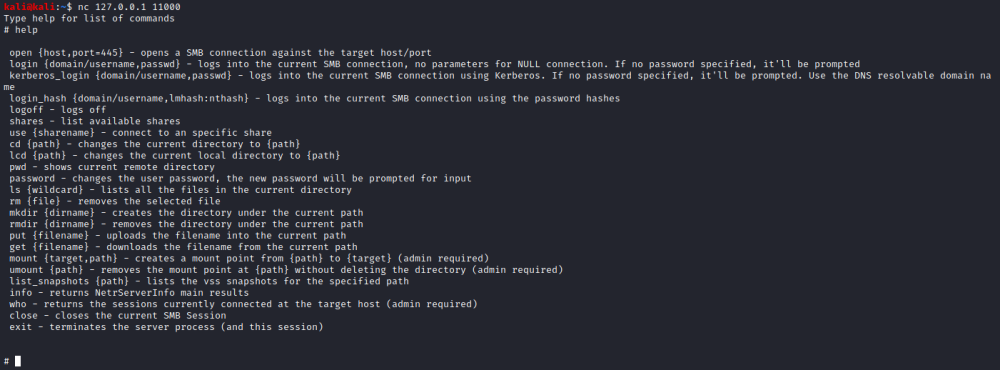 kali@kali:~$ nc 127.0.0.1 11000
Type help for list of commands
# help
open {host,port=445} - opens a SMB connection against the target host/port
login {domain/username,passwd} - logs into the current SMB connection, no parameters for NULL connection. If no password specified, it'll be prompted
kerberos_login {domain/username,passwd} - logs into the current SMB connection using Kerberos. If no password specified, it'll be prompted. Use the DNS resolvable domain na
me
login_hash {domain/username,lmhash:nthash} - logs into the current SMB connection using the password hashes
logoff - logs off
shares - list available shares
use {sharename} - connect to an specific share
cd {path} - changes the current directory to {path}
lcd {path} - changes the current local directory to {path}
pwd - shows current remote directory
password - changes the user password, the new password will be prompted for input
ls {wildcard} - lists all the files in the current directory
rm {file} - removes the selected file
mkdir {dirname} - creates the directory under the current path
rmdir {dirname} - removes the directory under the current path
put {filename} - uploads the filename into the current path
get {filename} - downloads the filename from the current path
mount {target,path} - creates a mount point from {path} to {target} (admin required)
umount {path} - removes the mount point at {path} without deleting the directory (admin required)
list_snapshots {path} - lists the vss snapshots for the specified path
info - returns NetrServerInfo main results
who - returns the sessions currently connected at the target host (admin required)
close - closes the current SMB Session
exit - terminates the server process (and this session)
#